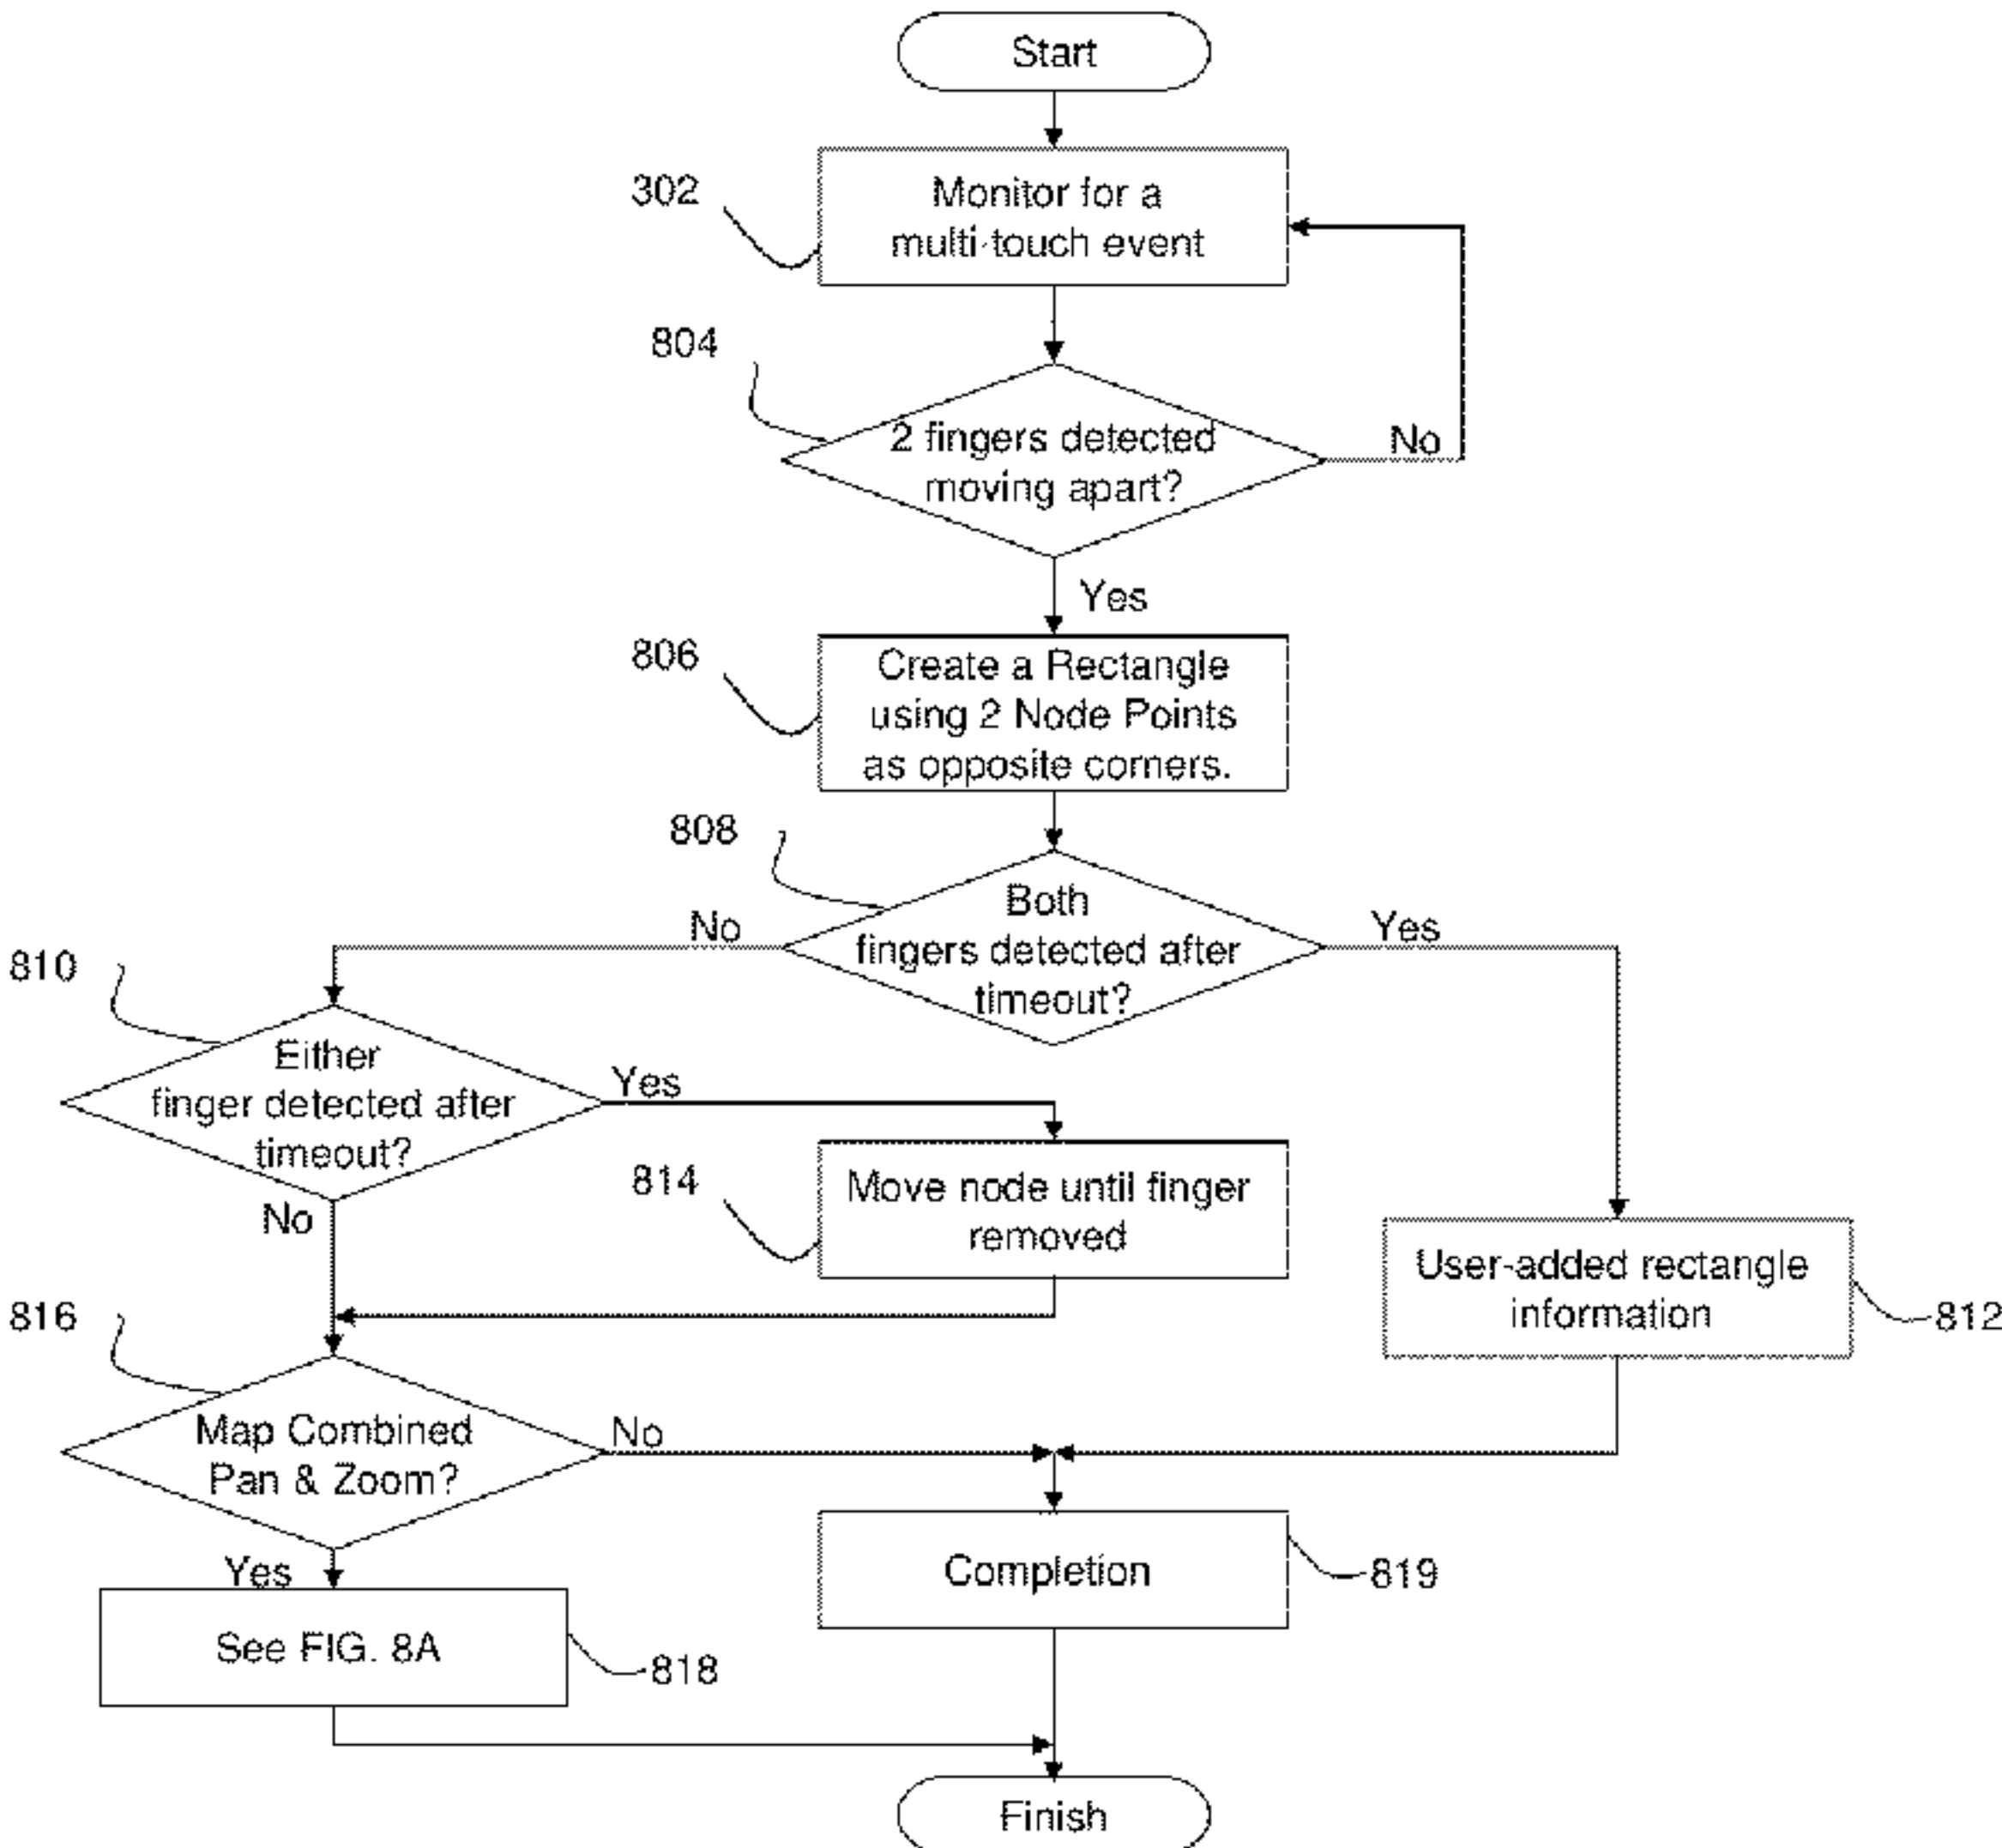 Start
302
Monitor for a
multi-touch event
804
2 fingers detected
moving apart?
No
Yes
806
Create a Rectangle
using 2 Node Points
as opposite corners.
808
Both
fingers detected after
timeout?
No
Yes
810
Either
finger detected after
timeout?
Yes
No
814
Move node until finger
removed
User-added rectangle
information
812
816
Map Combined
Pan & Zoom?
No
Yes
See FIG. 8A
818
Completion
819
Finish